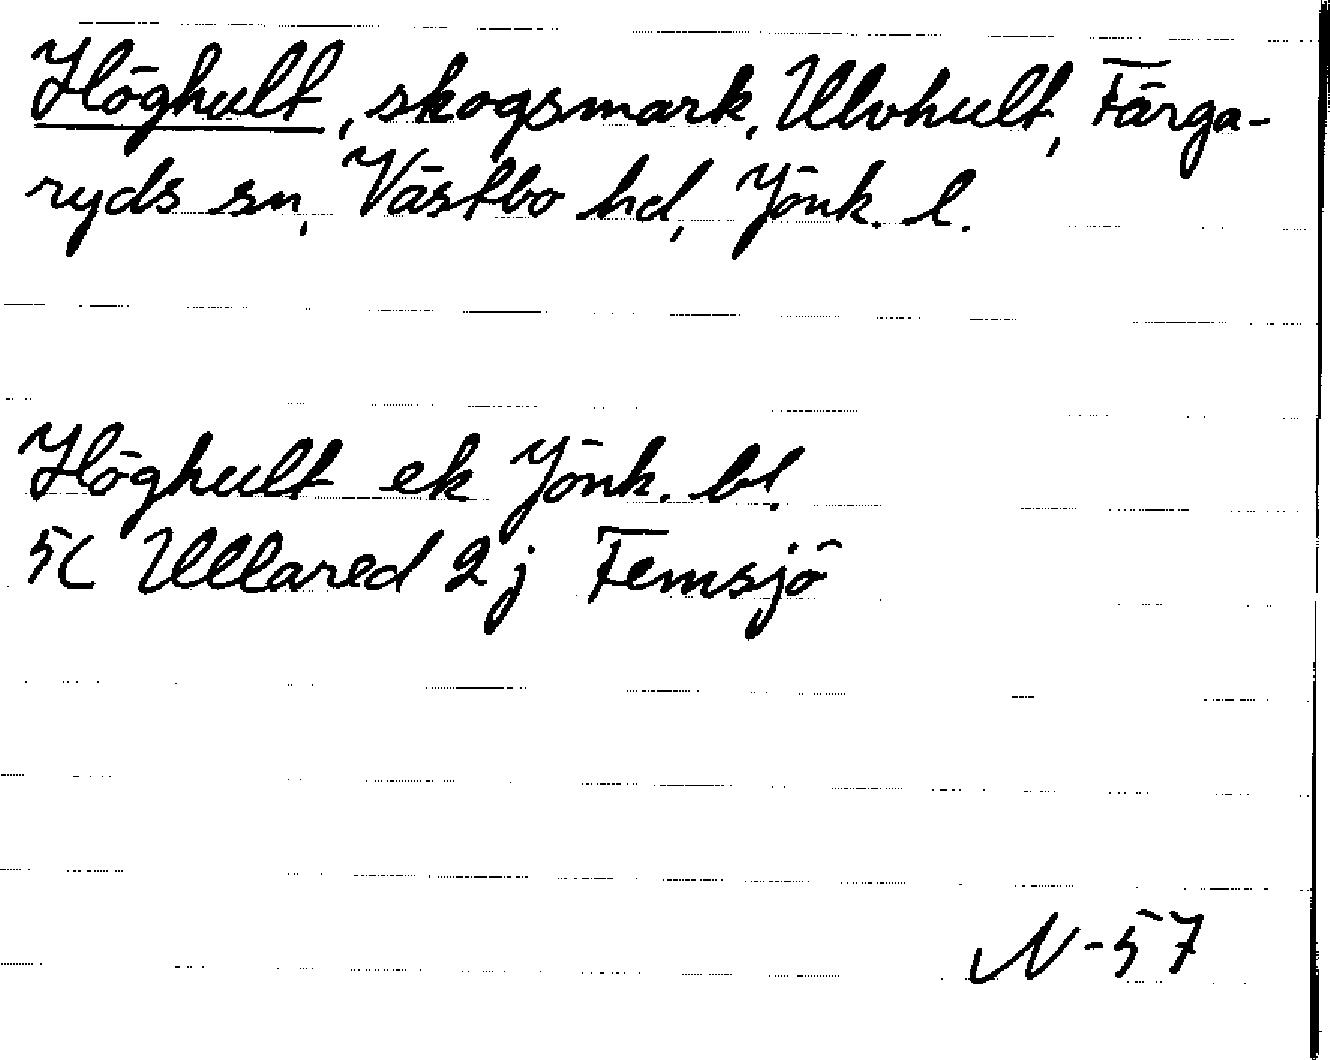 Höghult, skogsmark, Ulvhult, Färga-
ryds sn, Västbo hd, Jönk. l.
Höghult ek Jönk. bl.
5C Ullared 2j Femsjö
N-57